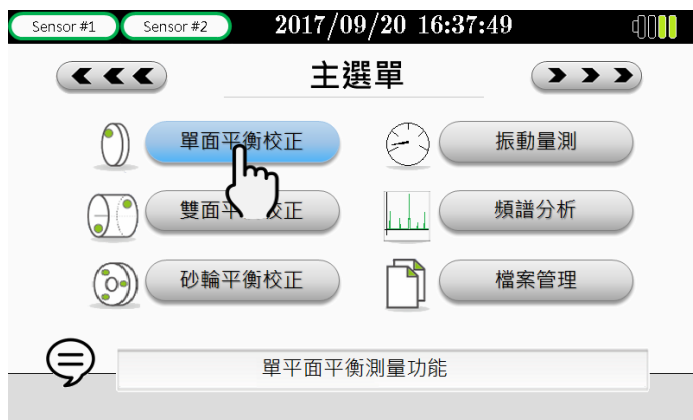 Sensor #1 Sensor #2 2017/09/20 16:37:49
主選單
單面平衡校正 振動量測
雙面平衡校正 頻譜分析
砂輪平衡校正 檔案管理
單平面平衡測量功能